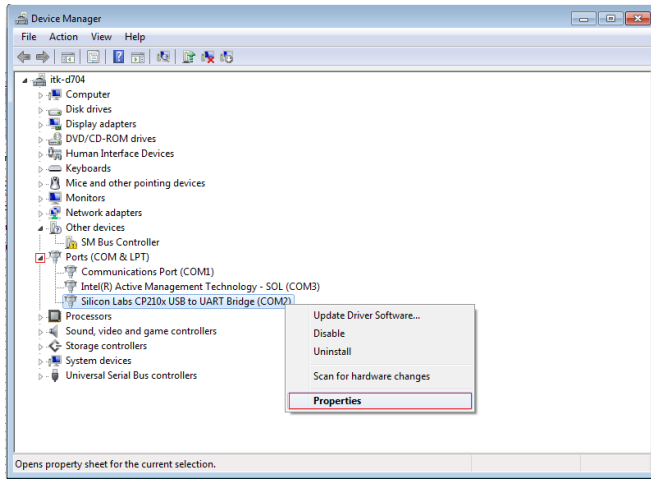 Device Manager
File Action View Help
itk-d704
Computer
Disk drives
Display adapters
DVD/CD-ROM drives
Human Interface Devices
Keyboards
Mice and other pointing devices
Monitors
Network adapters
Other devices
SM Bus Controller
Ports (COM & LPT)
Communications Port (COM1)
Intel(R) Active Management Technology - SOL (COM3)
Silicon Labs CP210x USB to UART Bridge (COM2)
Processors
Sound, video and game controllers
Storage controllers
System devices
Universal Serial Bus controllers
Update Driver Software...
Disable
Uninstall
Scan for hardware changes
Properties
Opens property sheet for the current selection.